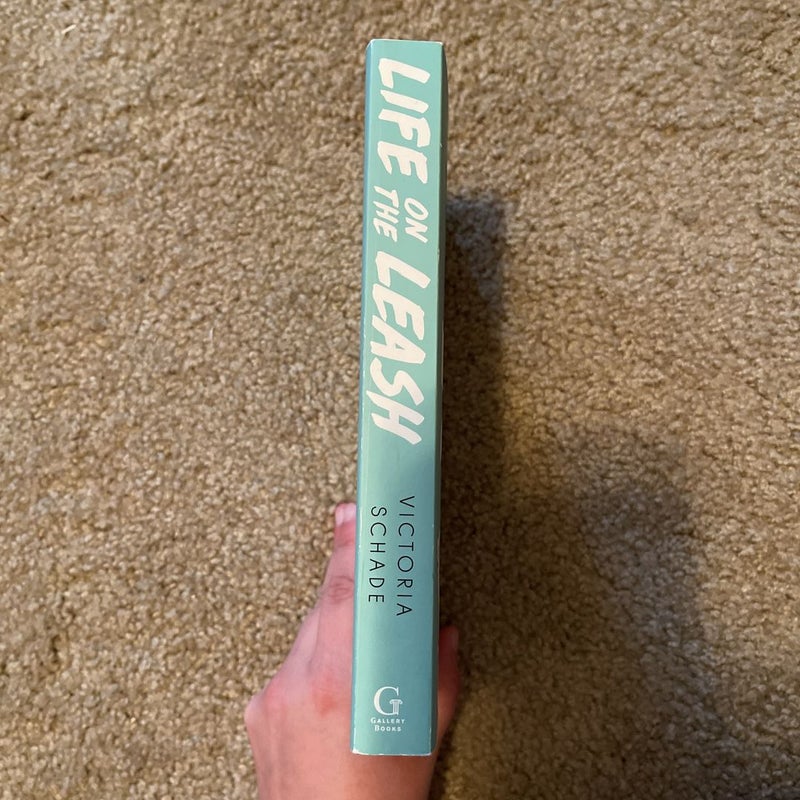 LIFE
ON
THE
LEASH
VICTORIA
SCHADE
G
GALLERY
BOOKS